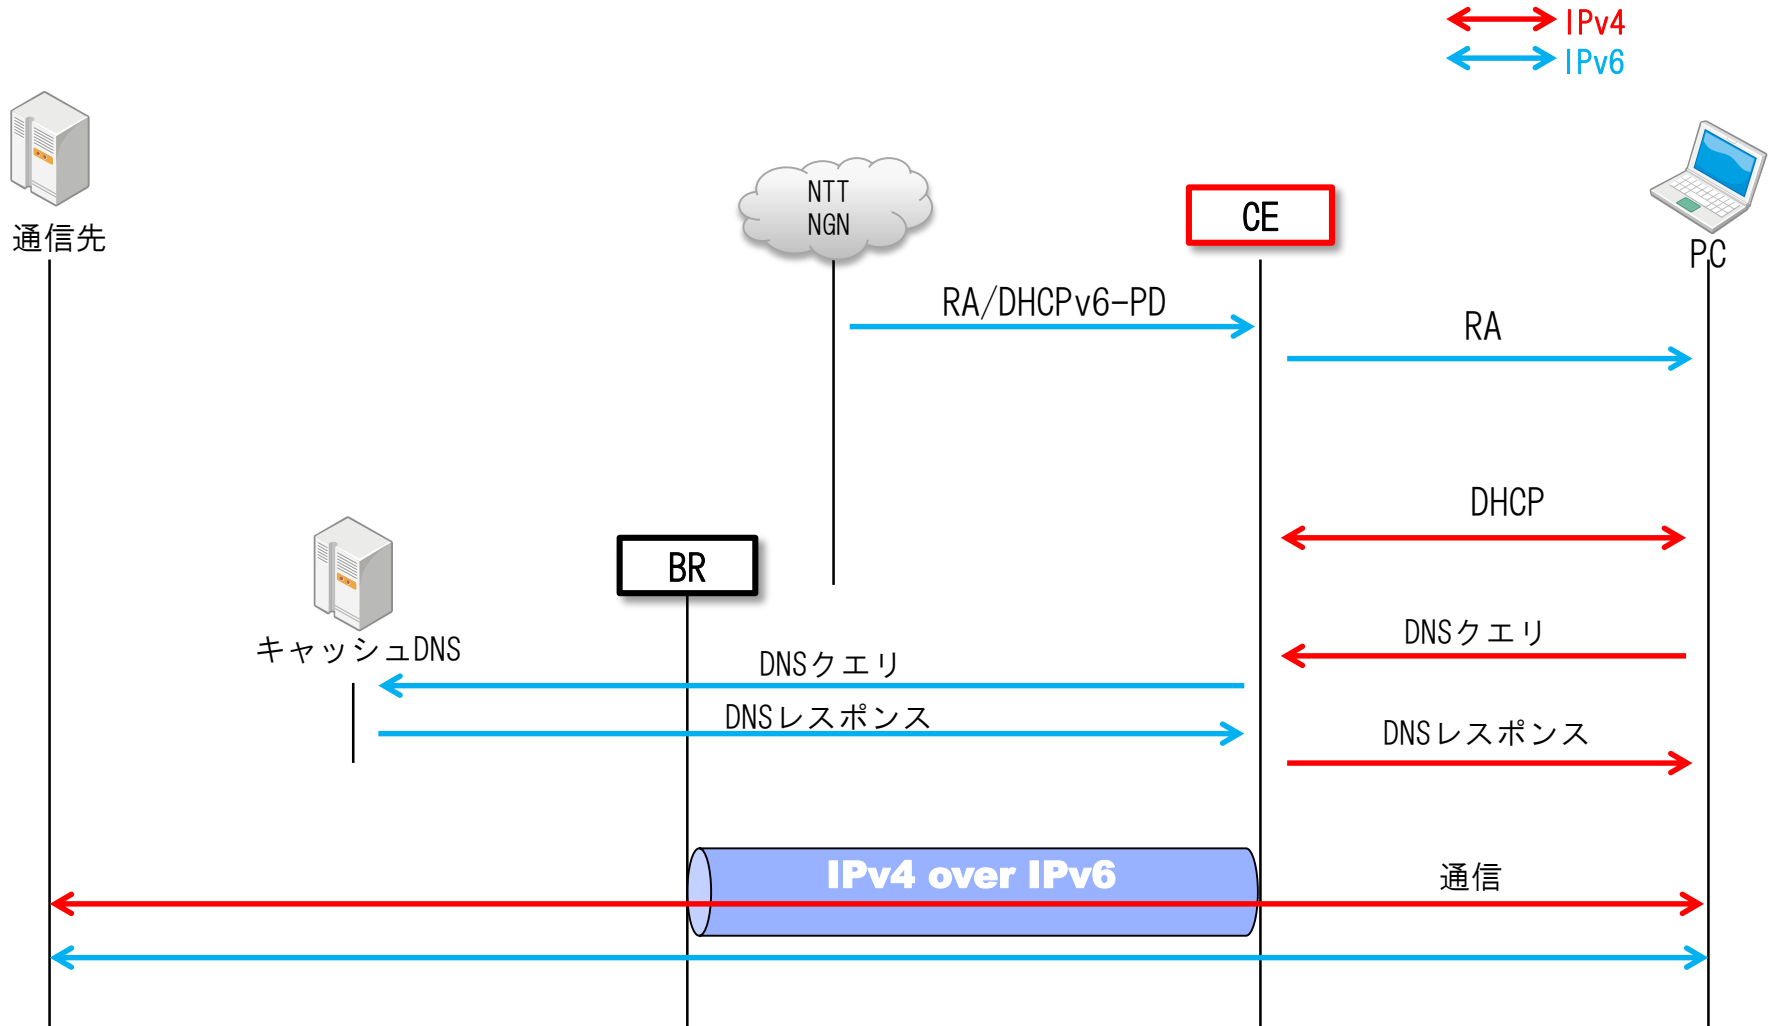 IPv4
IPv6
通信先
NTT
NGN
CE
PC
RA/DHCPv6-PD
RA
DHCP
BR
キャッシュDNS
DNSクエリ
DNSクエリ
DNSレスポンス
DNSレスポンス
IPv4 over IPv6
通信